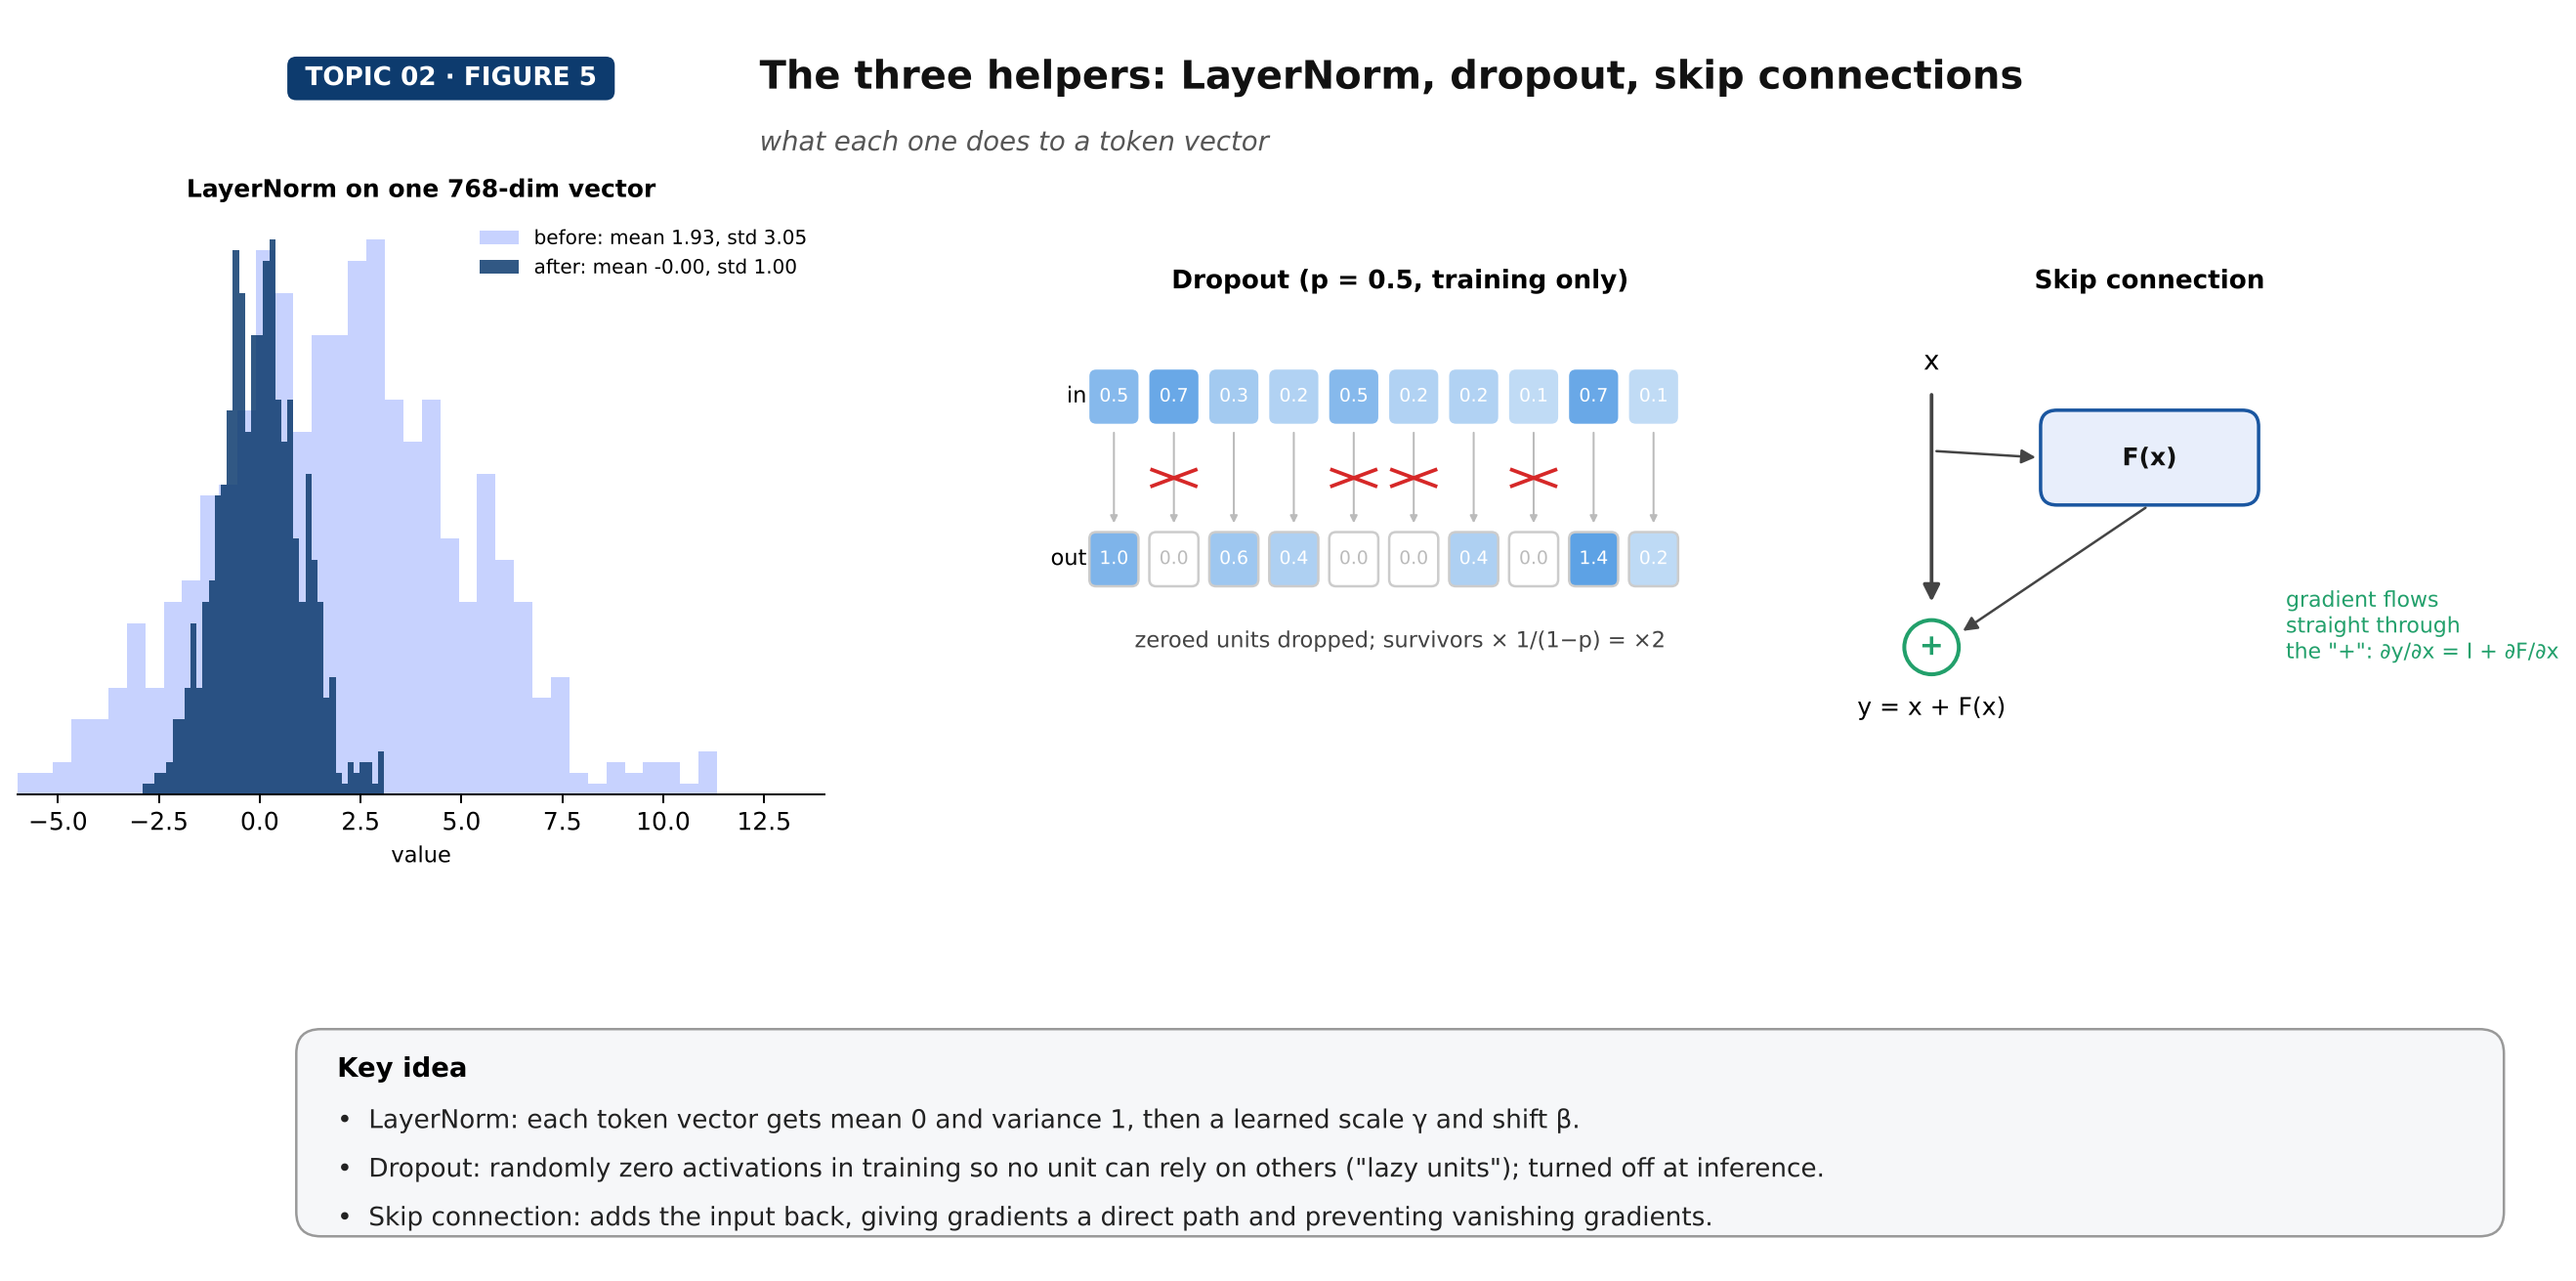 TOPIC 02 · FIGURE 5
The three helpers: LayerNorm, dropout, skip connections
what each one does to a token vector
LayerNorm on one 768-dim vector
before: mean 1.93, std 3.05
after: mean -0.00, std 1.00
−5.0 −2.5 0.0 2.5 5.0 7.5 10.0 12.5
value
Dropout (p = 0.5, training only)
in 0.5 0.7 0.3 0.2 0.5 0.2 0.2 0.1 0.7 0.1
out 1.0 0.0 0.6 0.4 0.0 0.0 0.4 0.0 1.4 0.2
zeroed units dropped; survivors × 1/(1−p) = ×2
Skip connection
x
F(x)
+
y = x + F(x)
gradient flows
straight through
the "+": ∂y/∂x = I + ∂F/∂x
Key idea
• LayerNorm: each token vector gets mean 0 and variance 1, then a learned scale γ and shift β.
• Dropout: randomly zero activations in training so no unit can rely on others ("lazy units"); turned off at inference.
• Skip connection: adds the input back, giving gradients a direct path and preventing vanishing gradients.